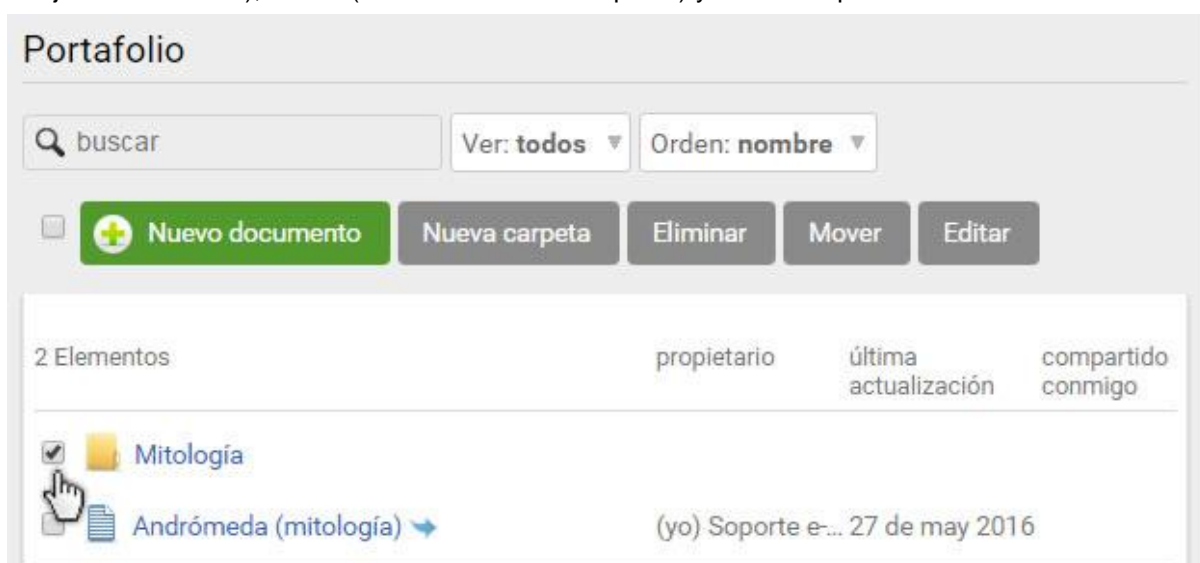 Portafolio
buscar Ver: todos Orden: nombre
Nuevo documento Nueva carpeta Eliminar Mover Editar
2 Elementos propietario última actualización compartido conmigo
Mitología
Andrómeda (mitología) (yo) Soporte e-... 27 de may 2016